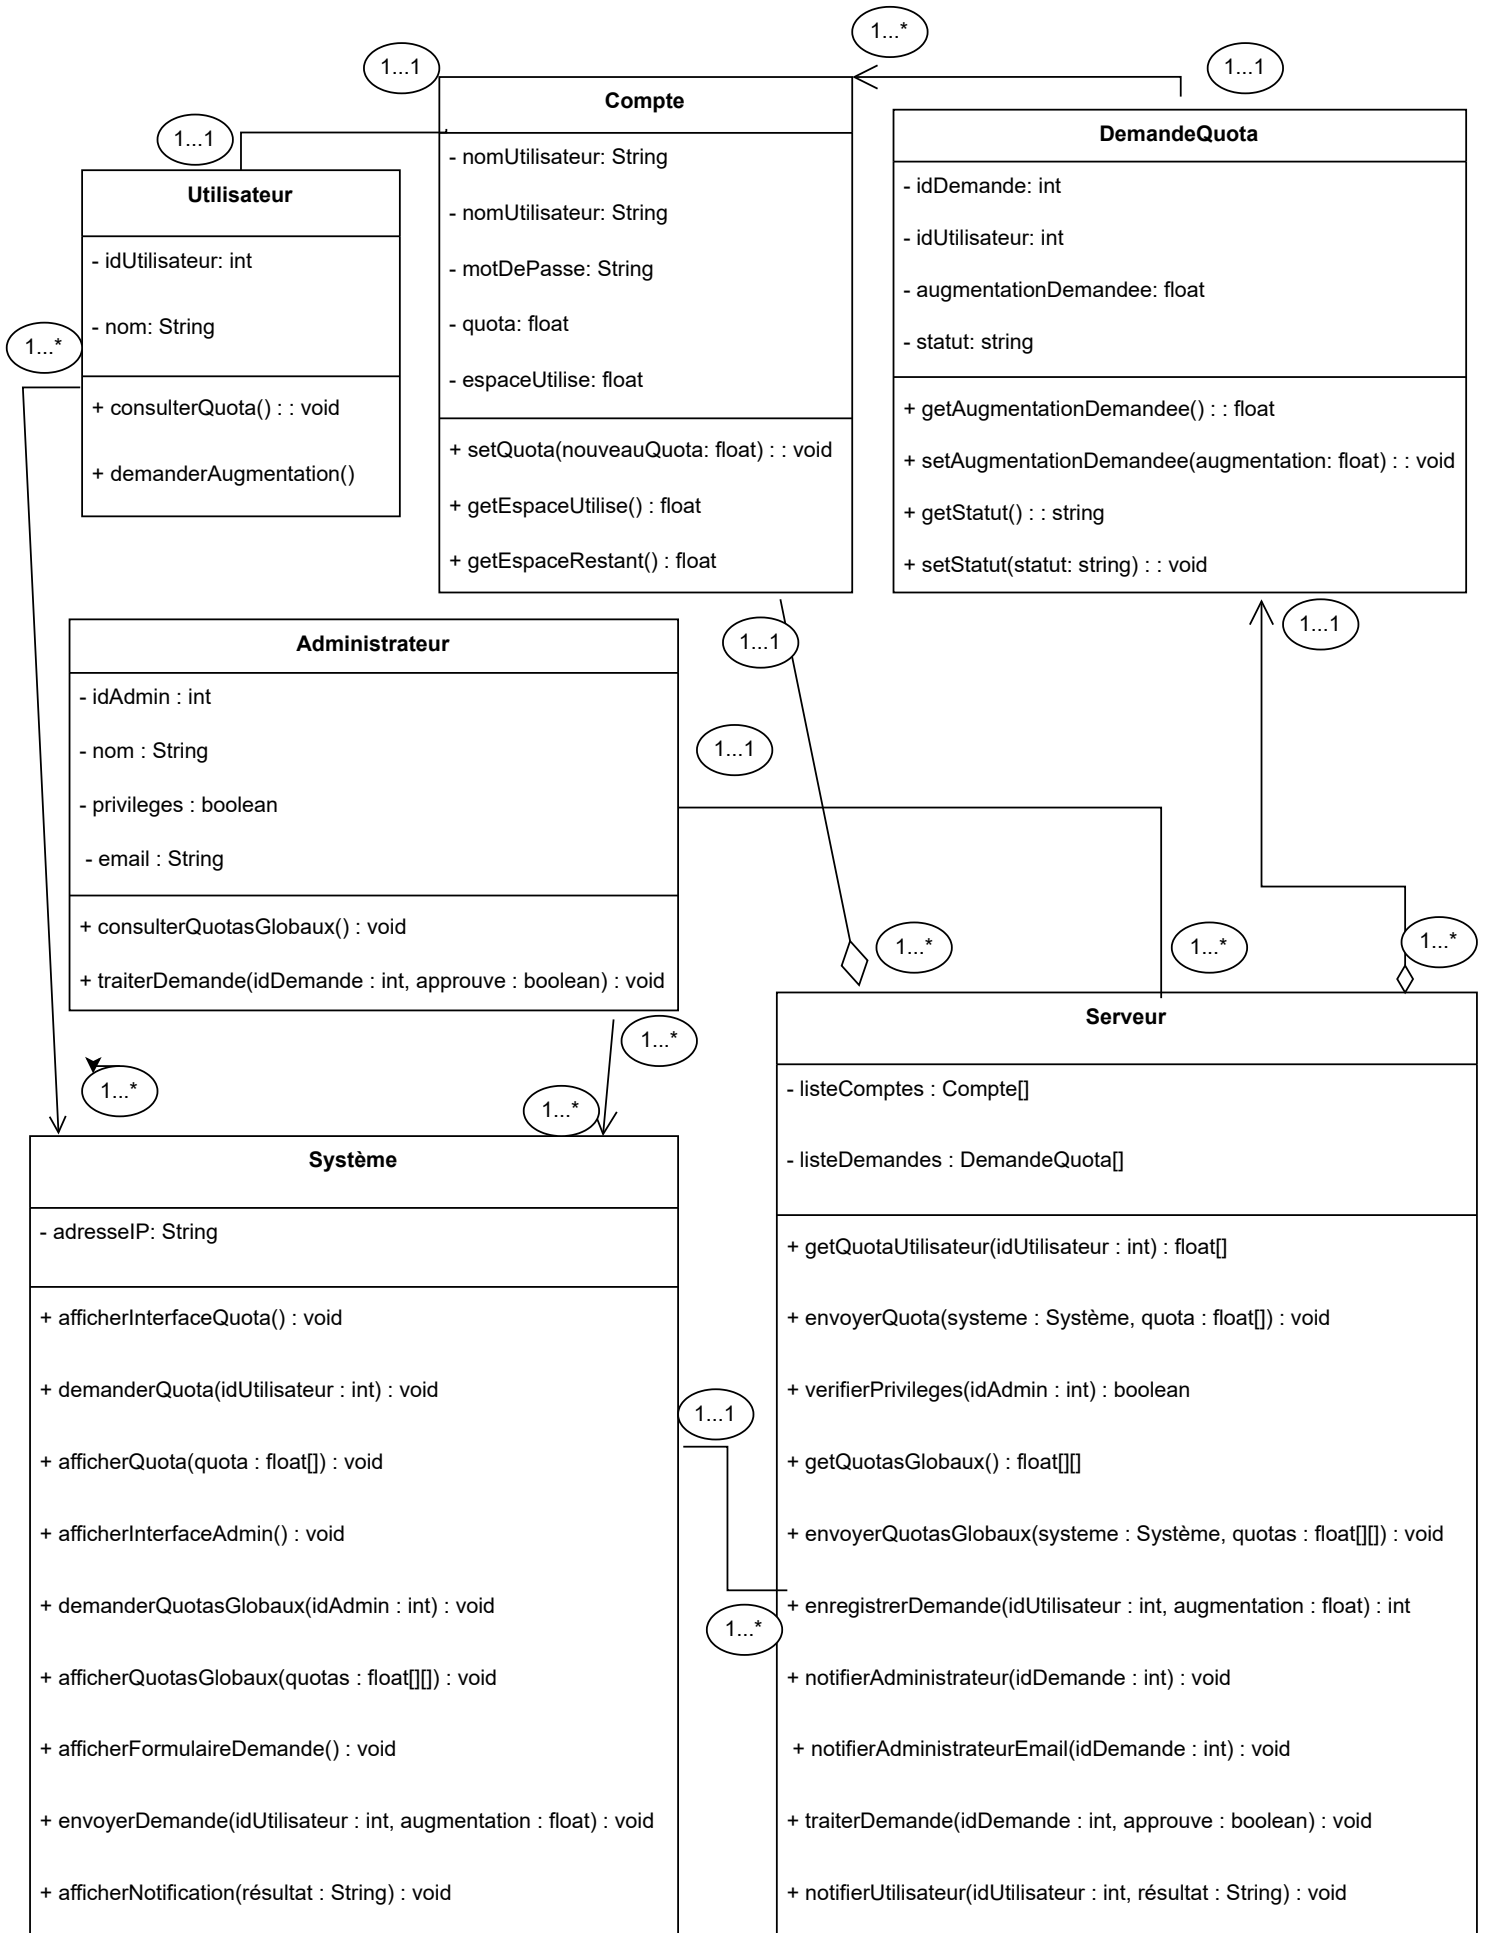 1...*
1...1
1...1
Compte
- nomUtilisateur: String
- nomUtilisateur: String
- motDePasse: String
- quota: float
- espaceUtilise: float
+ setQuota(nouveauQuota: float) : : void
+ getEspaceUtilise() : float
+ getEspaceRestant() : float
DemandeQuota
- idDemande: int
- idUtilisateur: int
- augmentationDemandee: float
- statut: string
+ getAugmentationDemandee() : : float
+ setAugmentationDemandee(augmentation: float) : : void
+ getStatut() : : string
+ setStatut(statut: string) : : void
1...1
Utilisateur
- idUtilisateur: int
- nom: String
+ consulterQuota() : : void
+ demanderAugmentation()
1...*
1...1
1...1
Administrateur
- idAdmin : int
- nom : String
- privileges : boolean
- email : String
+ consulterQuotasGlobaux() : void
+ traiterDemande(idDemande : int, approuve : boolean) : void
1...1
1...*
1...*
1...*
1...*
1...*
1...*
Système
- adresseIP: String
+ afficherInterfaceQuota() : void
+ demanderQuota(idUtilisateur : int) : void
+ afficherQuota(quota : float[]) : void
+ afficherInterfaceAdmin() : void
+ demanderQuotasGlobaux(idAdmin : int) : void
+ afficherQuotasGlobaux(quotas : float[][]) : void
+ afficherFormulaireDemande() : void
+ envoyerDemande(idUtilisateur : int, augmentation : float) : void
+ afficherNotification(résultat : String) : void
1...1
1...*
Serveur
- listeComptes : Compte[]
- listeDemandes : DemandeQuota[]
+ getQuotaUtilisateur(idUtilisateur : int) : float[]
+ envoyerQuota(systeme : Système, quota : float[]) : void
+ verifierPrivileges(idAdmin : int) : boolean
+ getQuotasGlobaux() : float[][]
+ envoyerQuotasGlobaux(systeme : Système, quotas : float[][]) : void
+ enregistrerDemande(idUtilisateur : int, augmentation : float) : int
+ notifierAdministrateur(idDemande : int) : void
+ notifierAdministrateurEmail(idDemande : int) : void
+ traiterDemande(idDemande : int, approuve : boolean) : void
+ notifierUtilisateur(idUtilisateur : int, résultat : String) : void